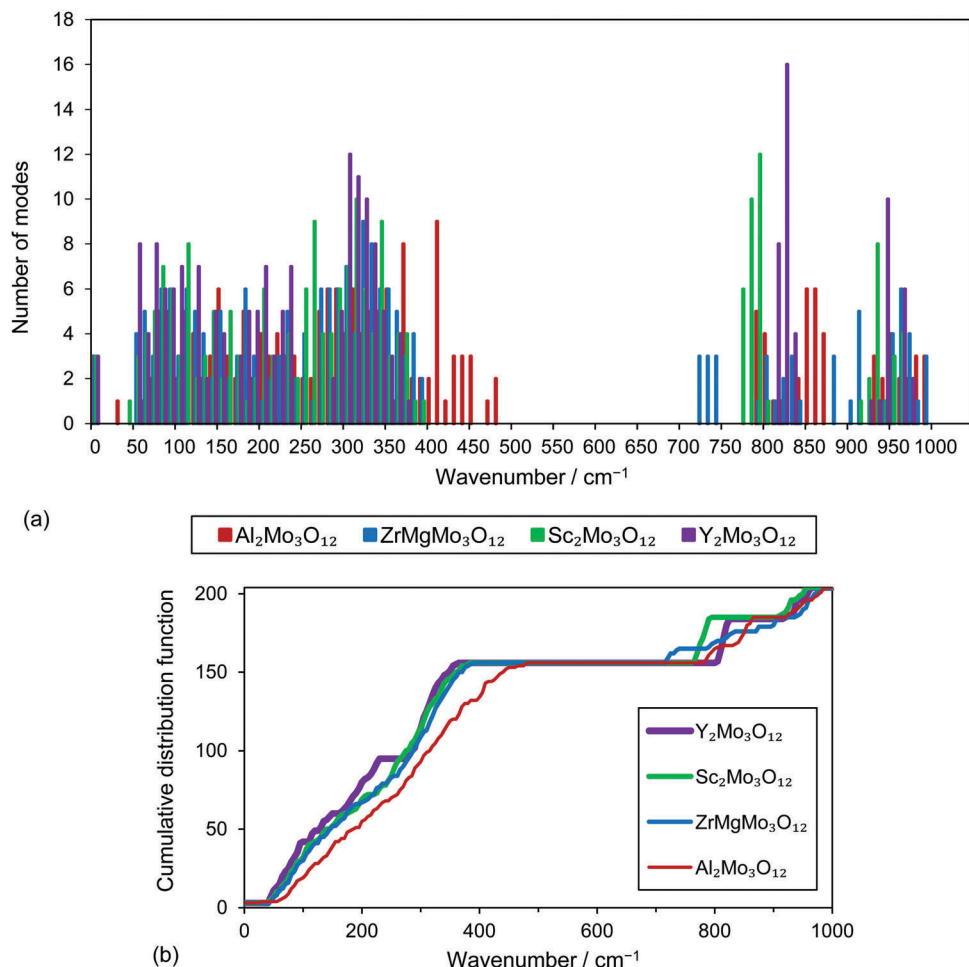 18
16
14
12
10
8
6
4
2
0
Number of modes
0 50 100 150 200 250 300 350 400 450 500 550 600 650 700 750 800 850 900 950 1000
Wavenumber / cm⁻¹
(a)
Al₂Mo₃O₁₂ ZrMgMo₃O₁₂ Sc₂Mo₃O₁₂ Y₂Mo₃O₁₂
200
150
100
50
0
Cumulative distribution function
Y₂Mo₃O₁₂
Sc₂Mo₃O₁₂
ZrMgMo₃O₁₂
Al₂Mo₃O₁₂
0 200 400 600 800 1000
Wavenumber / cm⁻¹
(b)